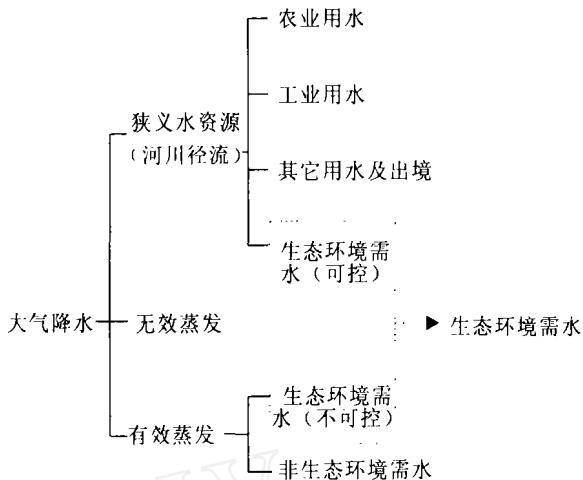 农业用水
工业用水
狭义水资源
（河川径流）
其它用水及出境
生态环境需
水（可控）
大气降水
无效蒸发
生态环境需水
生态环境需
水（不可控）
有效蒸发
非生态环境需水